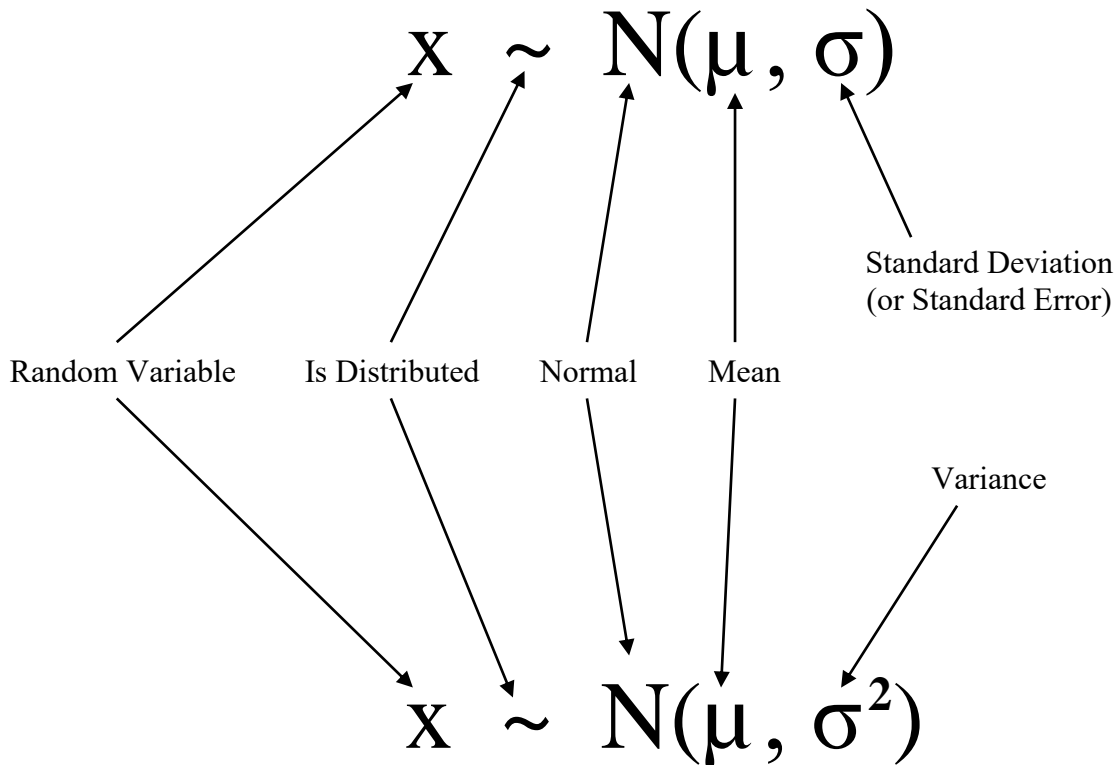 x ~ N(μ, σ)
Standard Deviation
(or Standard Error)
Random Variable Is Distributed Normal Mean
Variance
x ~ N(μ, σ²)